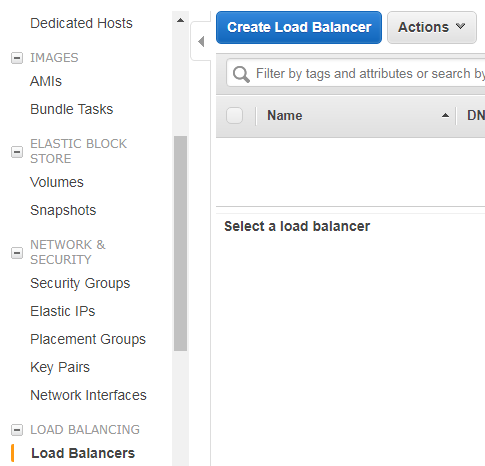 Dedicated Hosts
IMAGES
AMIs
Bundle Tasks
ELASTIC BLOCK
STORE
Volumes
Snapshots
NETWORK &
SECURITY
Security Groups
Elastic IPs
Placement Groups
Key Pairs
Network Interfaces
LOAD BALANCING
Load Balancers
Create Load Balancer
Actions
Filter by tags and attributes or search by
Name
DN
Select a load balancer